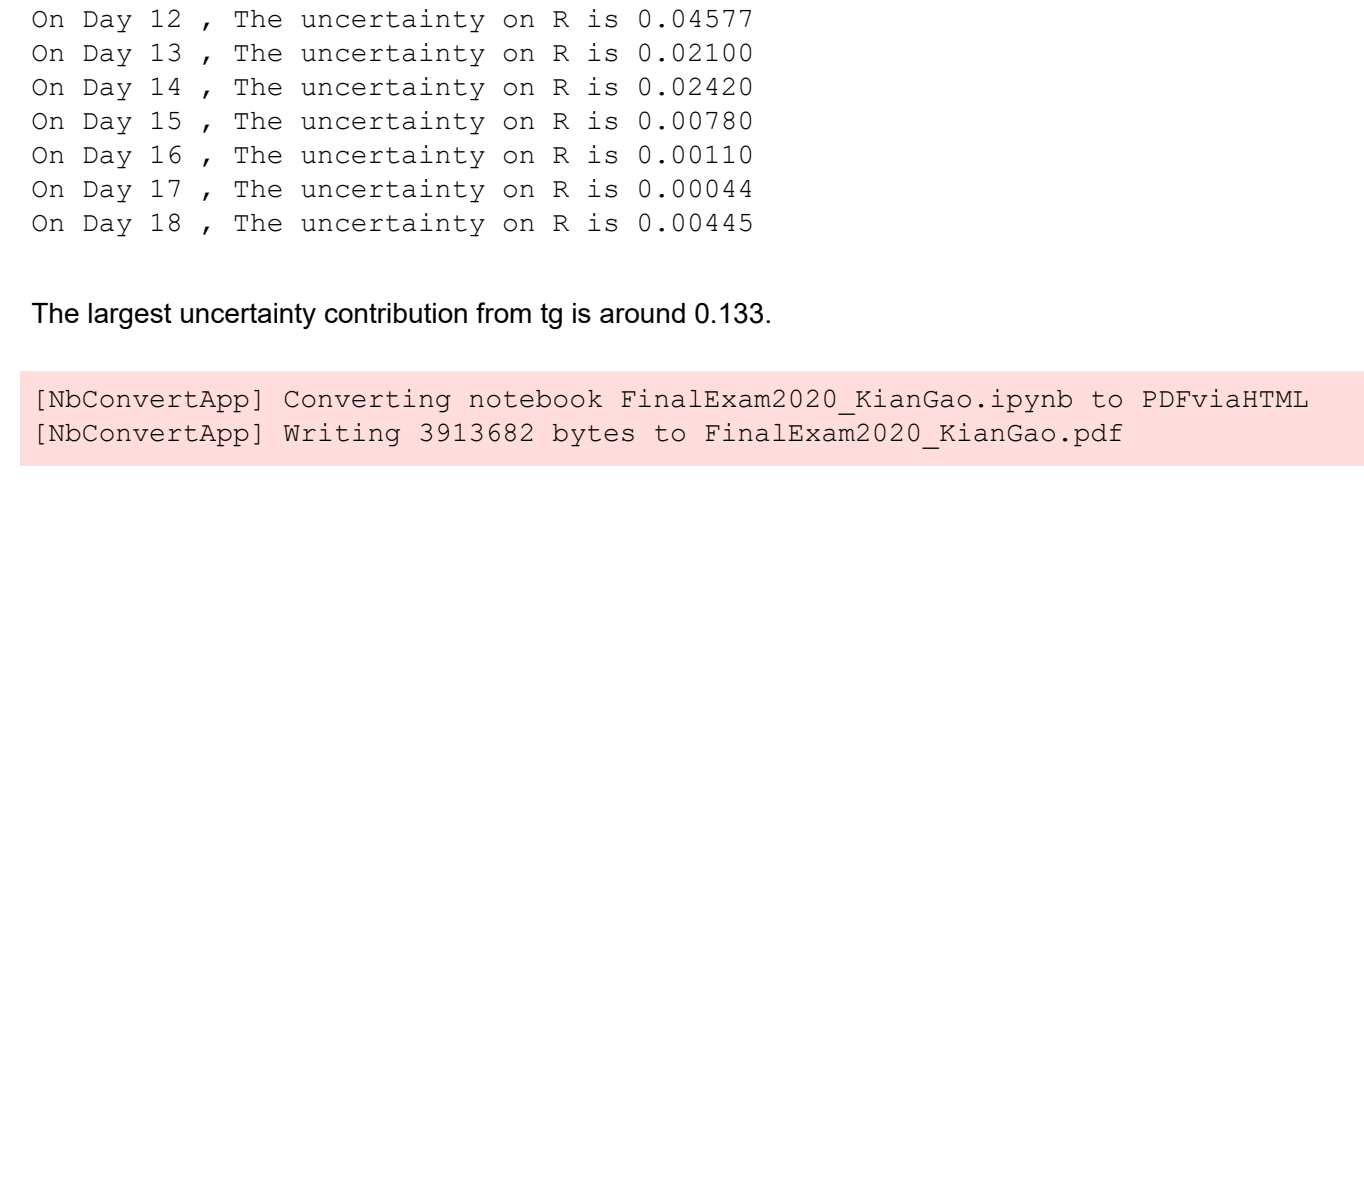 On Day 12 , The uncertainty on R is 0.04577
On Day 13 , The uncertainty on R is 0.02100
On Day 14 , The uncertainty on R is 0.02420
On Day 15 , The uncertainty on R is 0.00780
On Day 16 , The uncertainty on R is 0.00110
On Day 17 , The uncertainty on R is 0.00044
On Day 18 , The uncertainty on R is 0.00445
The largest uncertainty contribution from tg is around 0.133.
[NbConvertApp] Converting notebook FinalExam2020_KianGao.ipynb to PDFviaHTML
[NbConvertApp] Writing 3913682 bytes to FinalExam2020_KianGao.pdf